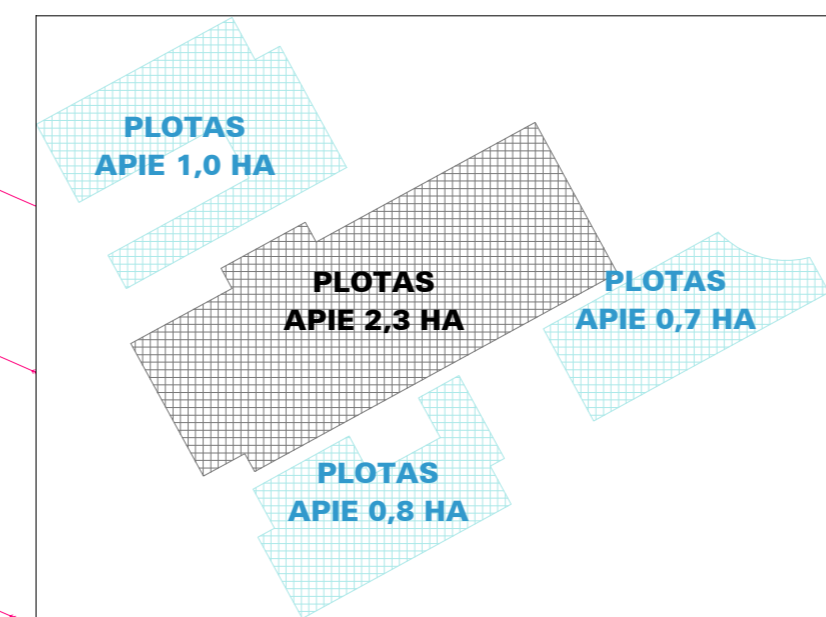 PLOTAS
APIE 1,0 HA
PLOTAS
APIE 2,3 HA
PLOTAS
APIE 0,7 HA
PLOTAS
APIE 0,8 HA